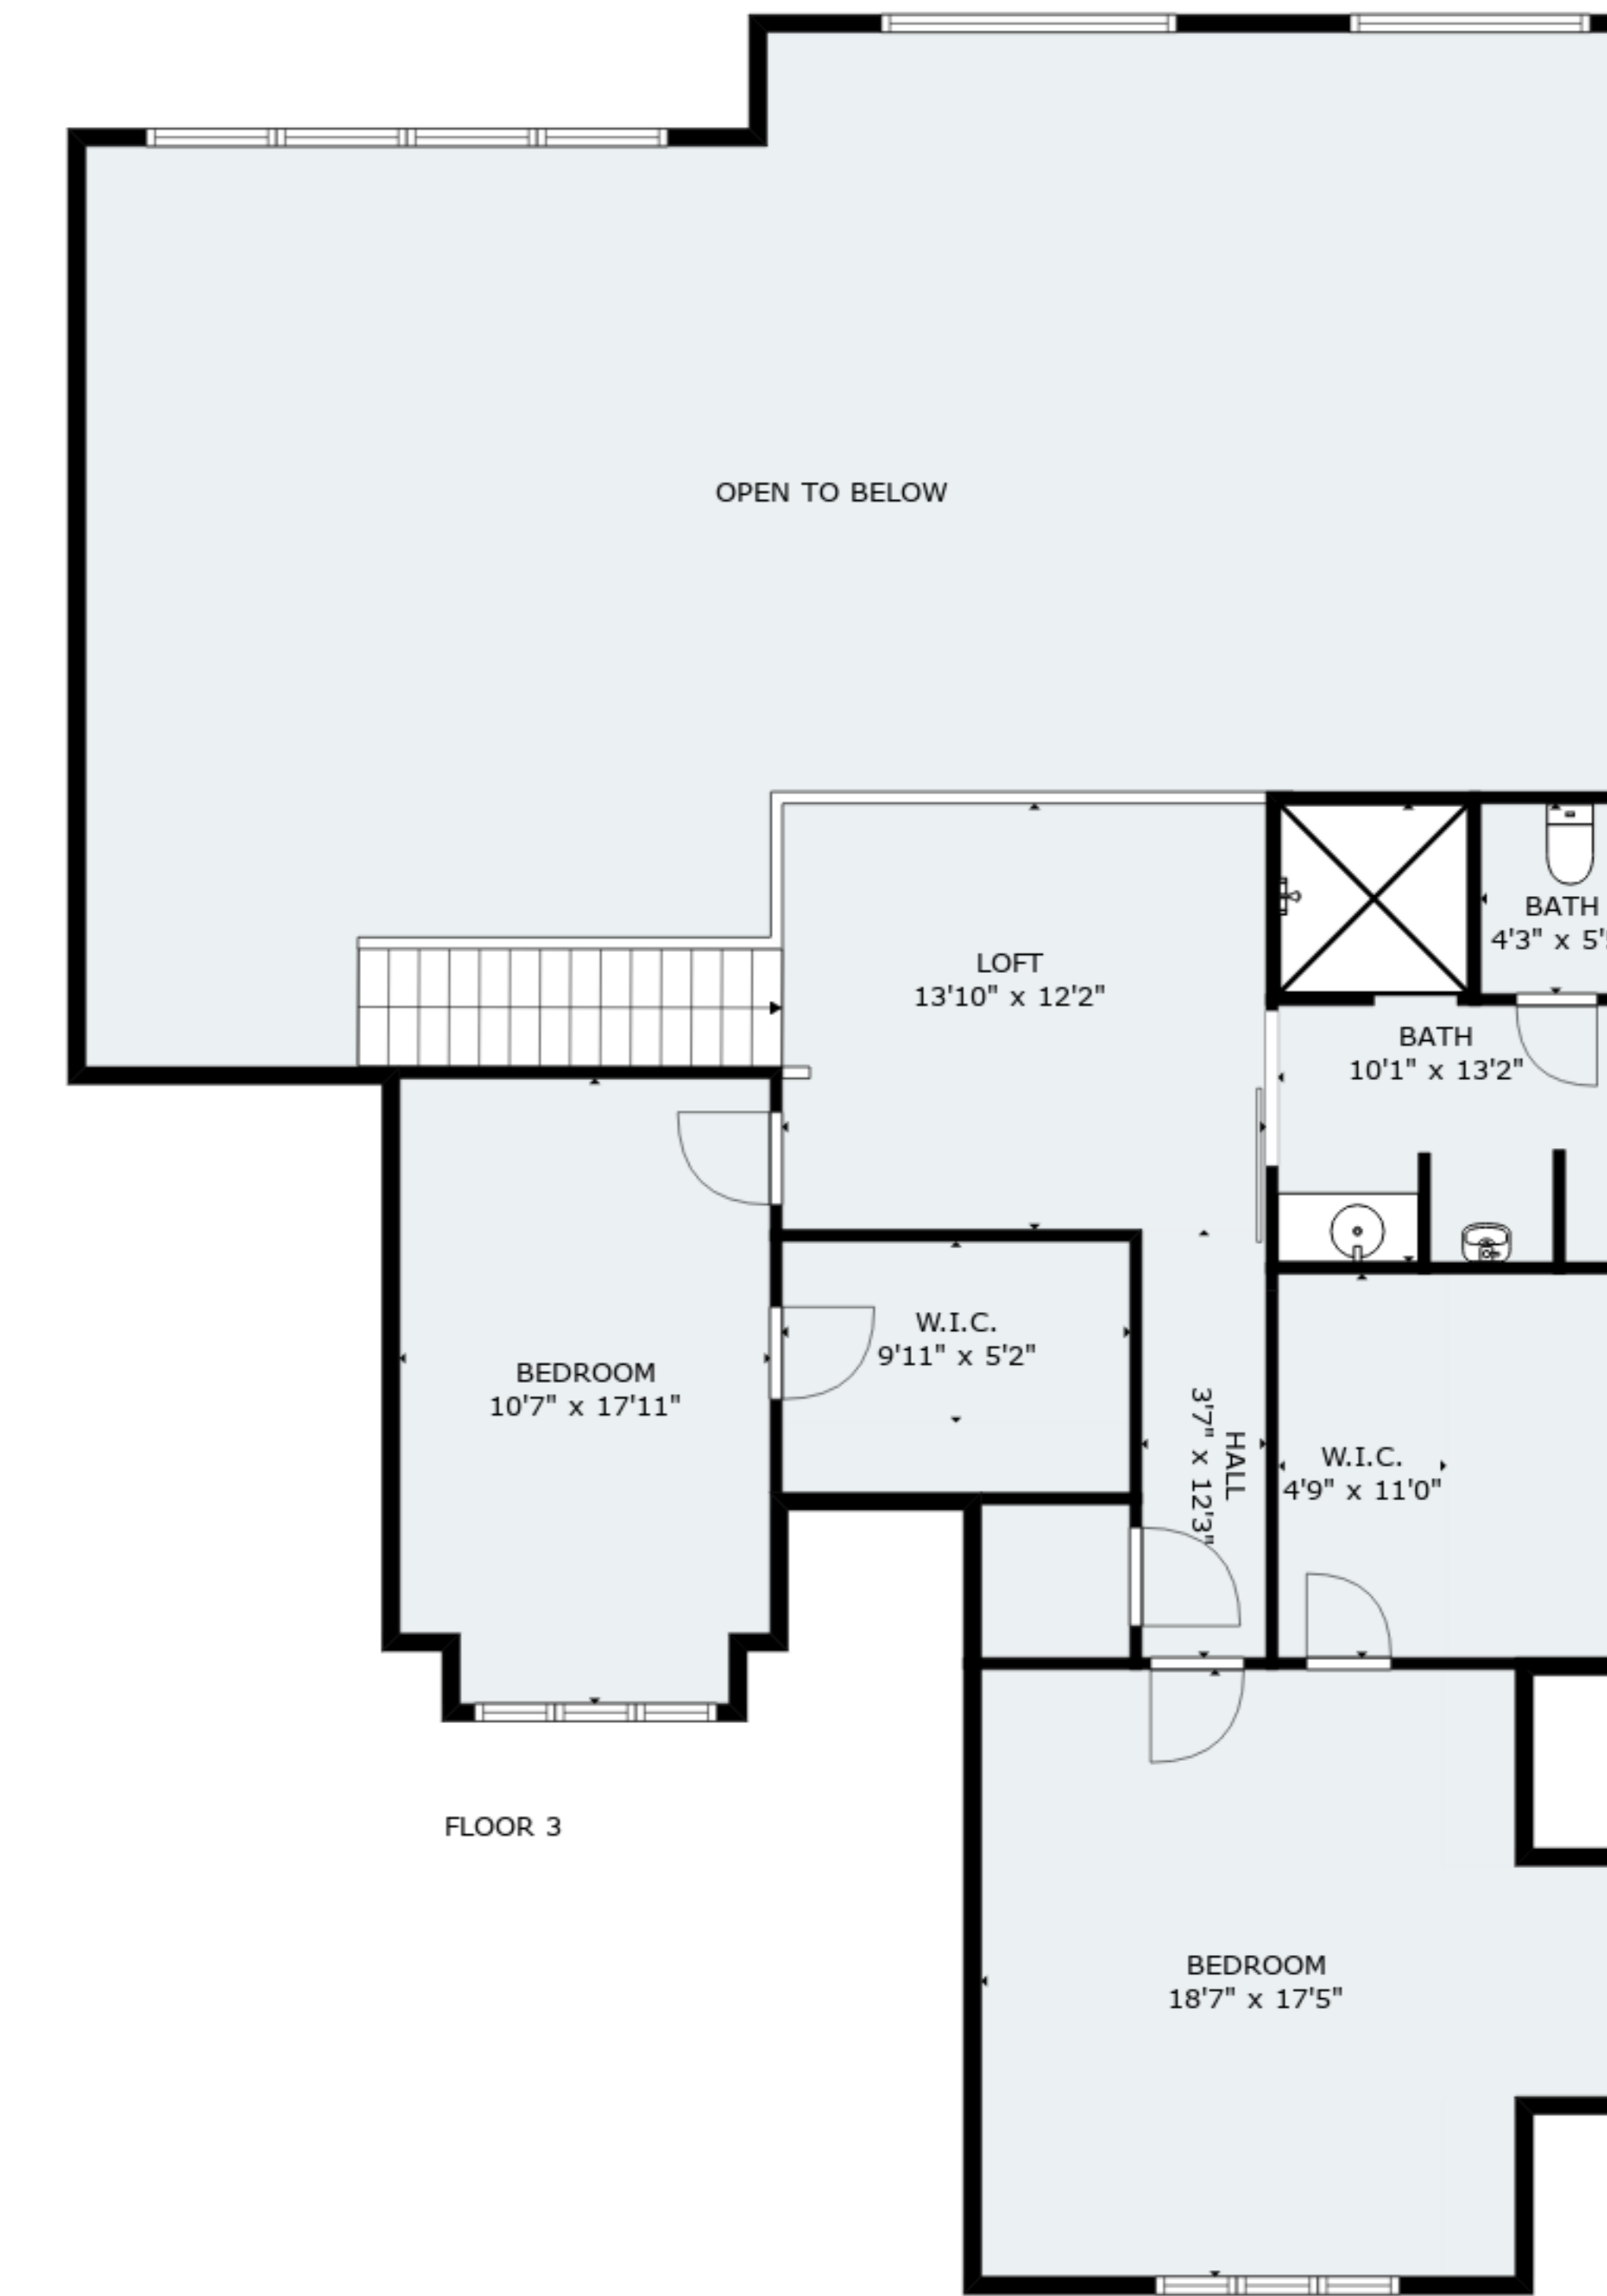 OPEN TO BELOW
LOFT
13'10" x 12'2"
BATH
4'3" x 5'
BATH
10'1" x 13'2"
W.I.C.
9'11" x 5'2"
BEDROOM
10'7" x 17'11"
HALL
3'7" x 12'3"
W.I.C.
4'9" x 11'0"
FLOOR 3
BEDROOM
18'7" x 17'5"